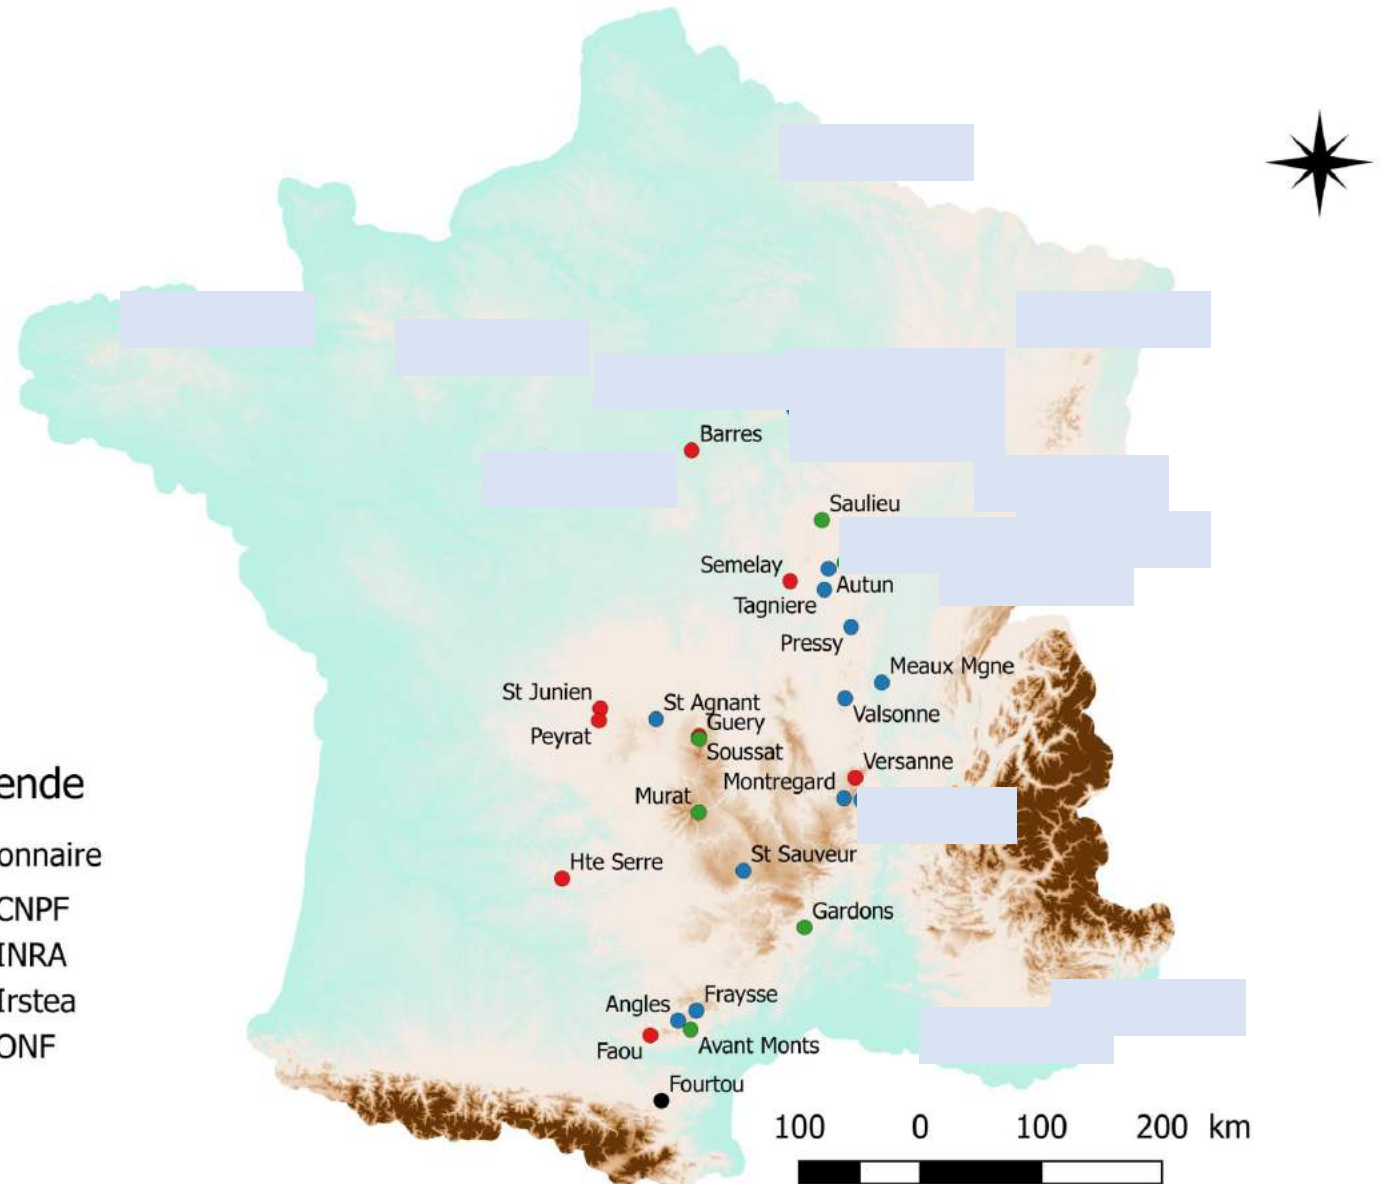 Barres
Saulieu
Semelay
Autun
Tagniere
Pressy
Meaux Mgne
St Junien
St Agnant
Valsonne
Guery
Peyrat
Soussat
Versanne
ende
Montregard
Murat
onnaire
St Sauveur
Hte Serre
CNPF
Gardons
INRA
Fraysse
Irstea
Angles
ONF
Avant Monts
Faou
Fourtou
100 0 100 200 km